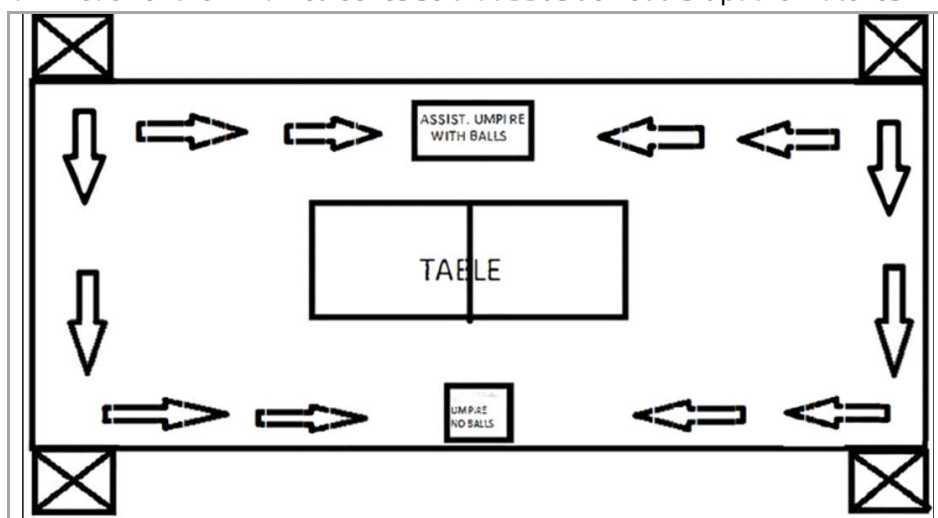 ASSIST. UMPIRE
WITH BALLS
TABLE
UMPIRE
NO BALLS